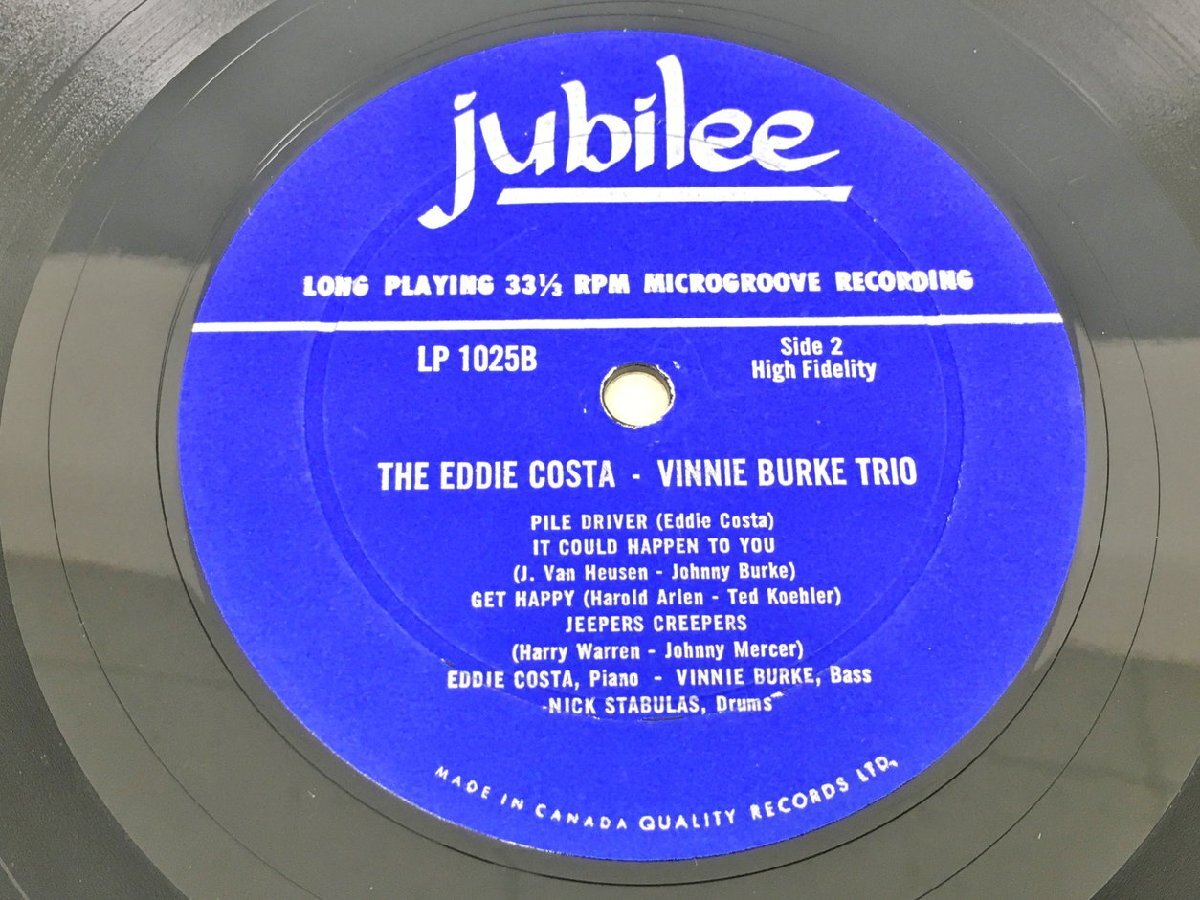 jubilee
LONG PLAYING 33⅓ RPM MICROGROOVE RECORDING
LP 1025B
Side 2
High Fidelity
THE EDDIE COSTA - VINNIE BURKE TRIO
PILE DRIVER (Eddie Costa)
IT COULD HAPPEN TO YOU
(J. Van Heusen - Johnny Burke)
GET HAPPY (Harold Arlen - Ted Koehler)
JEEPERS CREEPERS
(Harry Warren - Johnny Mercer)
EDDIE COSTA, Piano - VINNIE BURKE, Bass
NICK STABULAS, Drums
MADE IN CANADA QUALITY RECORDS LTD.